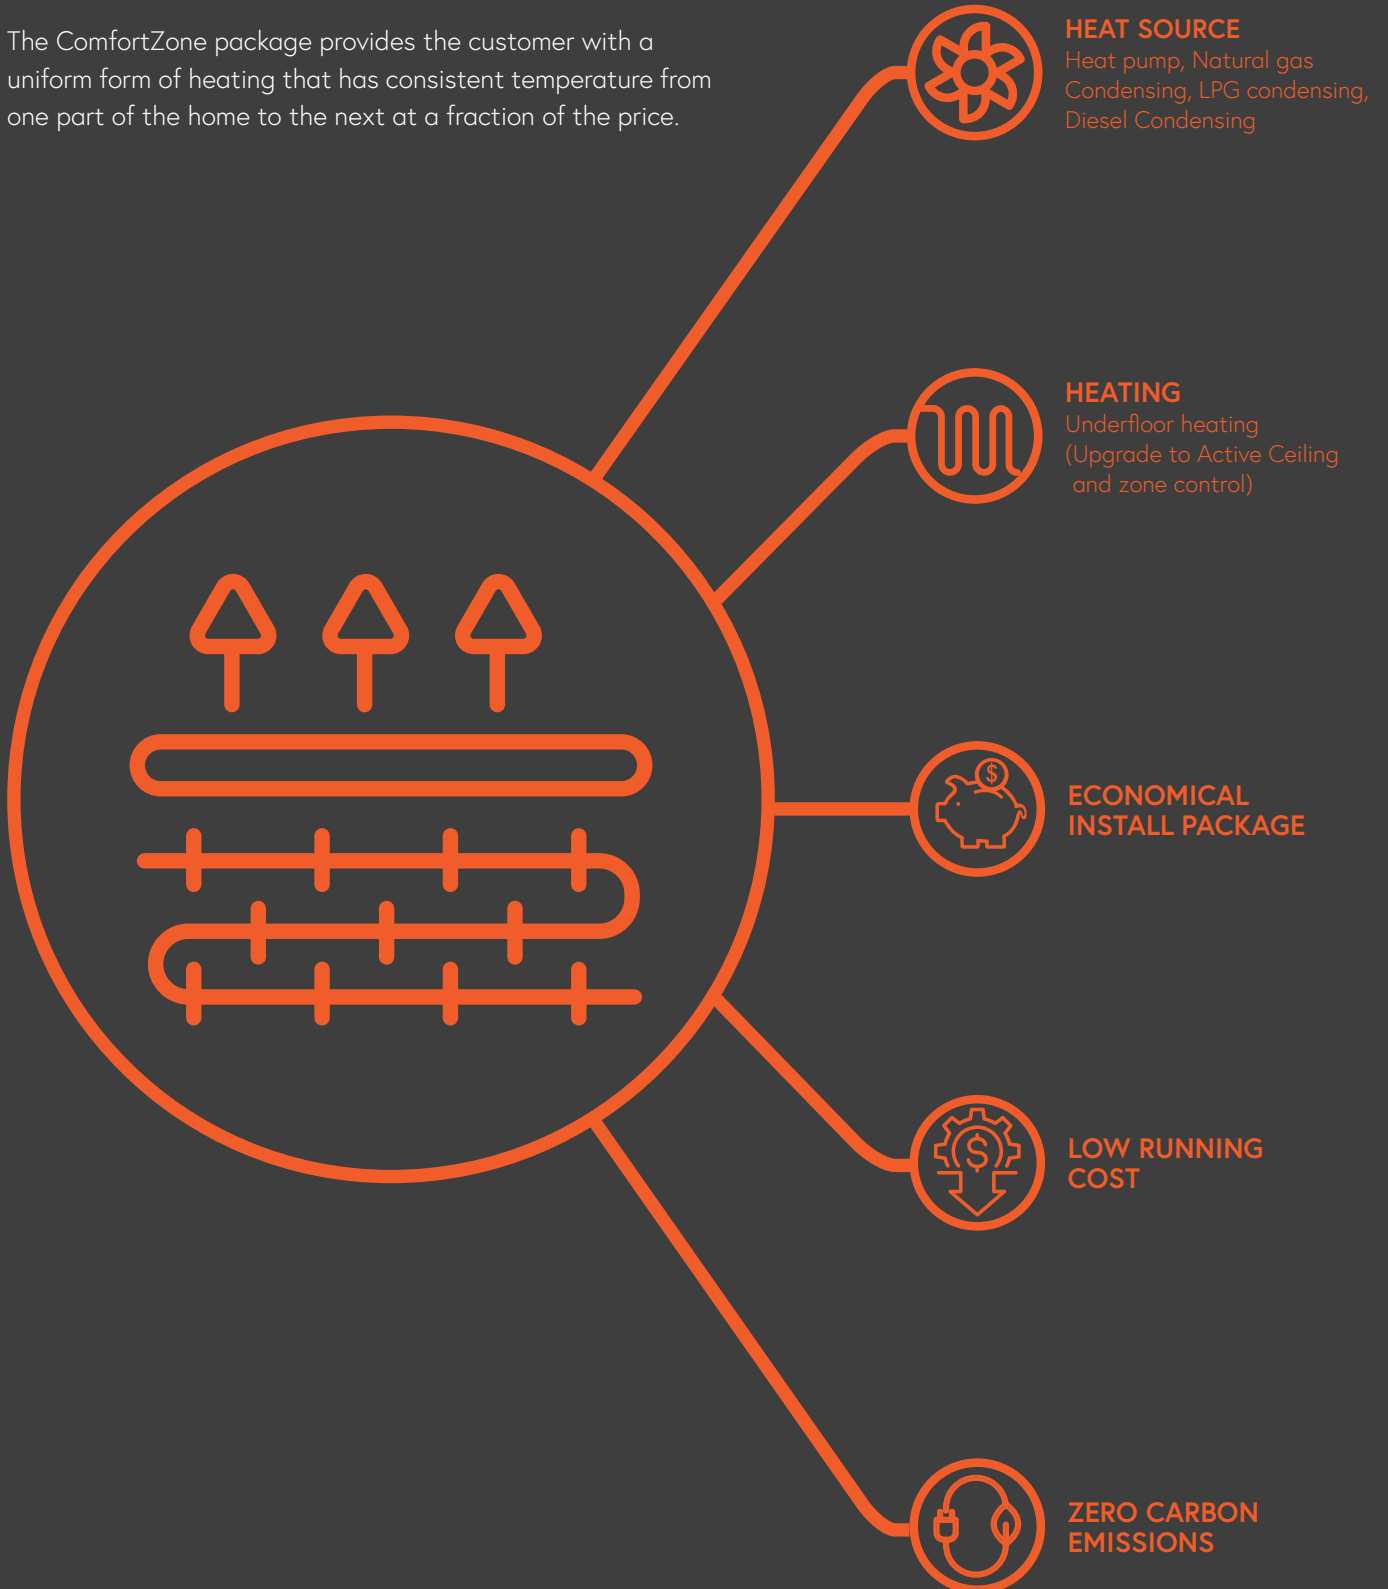 The ComfortZone package provides the customer with a
uniform form of heating that has consistent temperature from
one part of the home to the next at a fraction of the price.
HEAT SOURCE
Heat pump, Natural gas
Condensing, LPG condensing,
Diesel Condensing
HEATING
Underfloor heating
(Upgrade to Active Ceiling
and zone control)
$
ECONOMICAL
INSTALL PACKAGE
$
LOW RUNNING
COST
ZERO CARBON
EMISSIONS